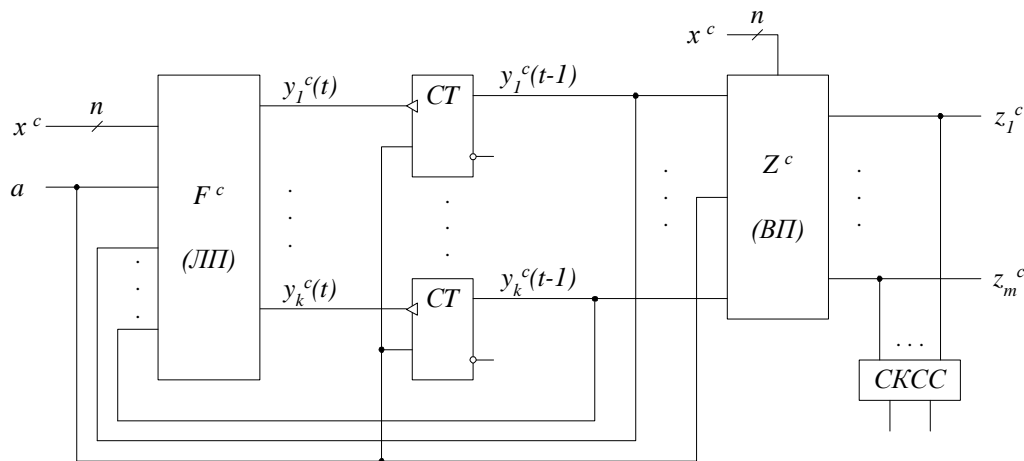 x^c n
y_1^c(t)
CT
y_1^c(t-1)
n
x^c
a
F^c
(ЛП)
Z^c
(ВП)
z_1^c
. . .
y_k^c(t)
CT
y_k^c(t-1)
z_m^c
. . .
СКСС